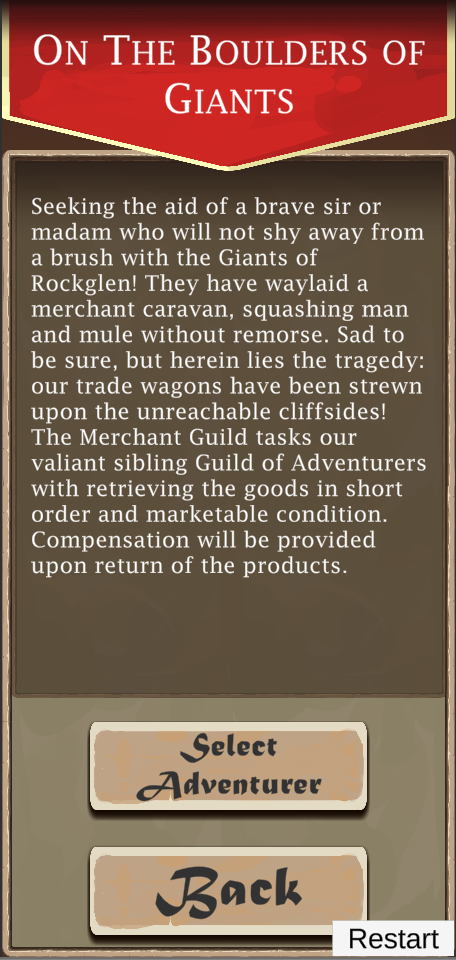 On The Boulders of
Giants
Seeking the aid of a brave sir or
madam who will not shy away from
a brush with the Giants of
Rockglen! They have waylaid a
merchant caravan, squashing man
and mule without remorse. Sad to
be sure, but herein lies the tragedy:
our trade wagons have been strewn
upon the unreachable cliffsides!
The Merchant Guild tasks our
valiant sibling Guild of Adventurers
with retrieving the goods in short
order and marketable condition.
Compensation will be provided
upon return of the products.
Select
Adventurer
Back
Restart